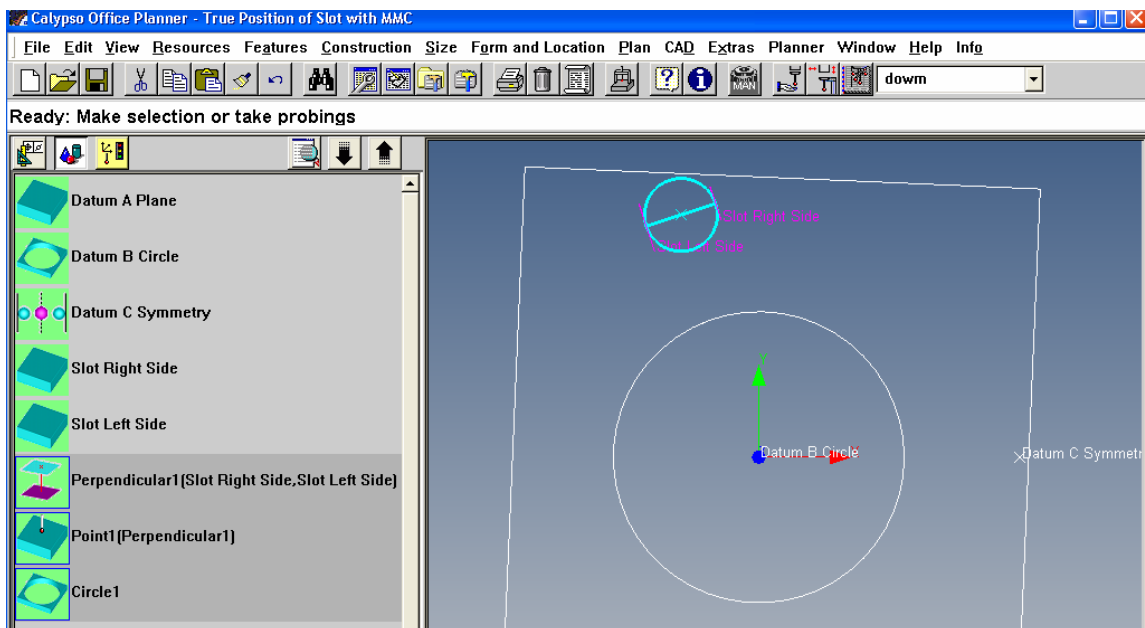 Calypso Office Planner - True Position of Slot with MMC
File Edit View Resources Features Construction Size Form and Location Plan CAD Extras Planner Window Help Info
MAN dowm
Ready: Make selection or take probings
Datum A Plane
Datum B Circle
Datum C Symmetry
Slot Right Side
Slot Left Side
Perpendicular1(Slot Right Side,Slot Left Side)
Point1(Perpendicular1)
Circle1
Slot Right Side
Slot Left Side
Y
Datum B Circle
Datum C Symmetr